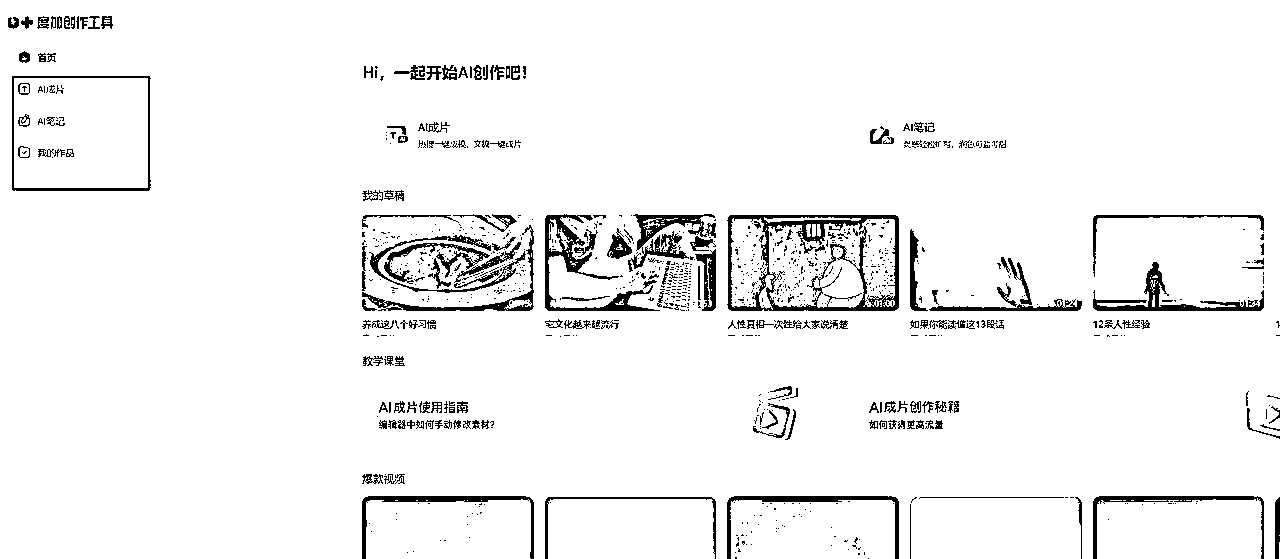 度加创作工具
首页
AI成片
AI笔记
我的作品
Hi，一起开始AI创作吧！
AI成片
热搜一键成稿，文稿一键成片
AI笔记
我的草稿
养成这八个好习惯
宅文化越来越流行
人性真相一次性给大家说清楚
如果你能读懂这13段话
12条人性经验
教学课堂
AI成片使用指南
编辑器中如何手动修改素材？
AI成片创作秘籍
如何获得更高流量
爆款视频